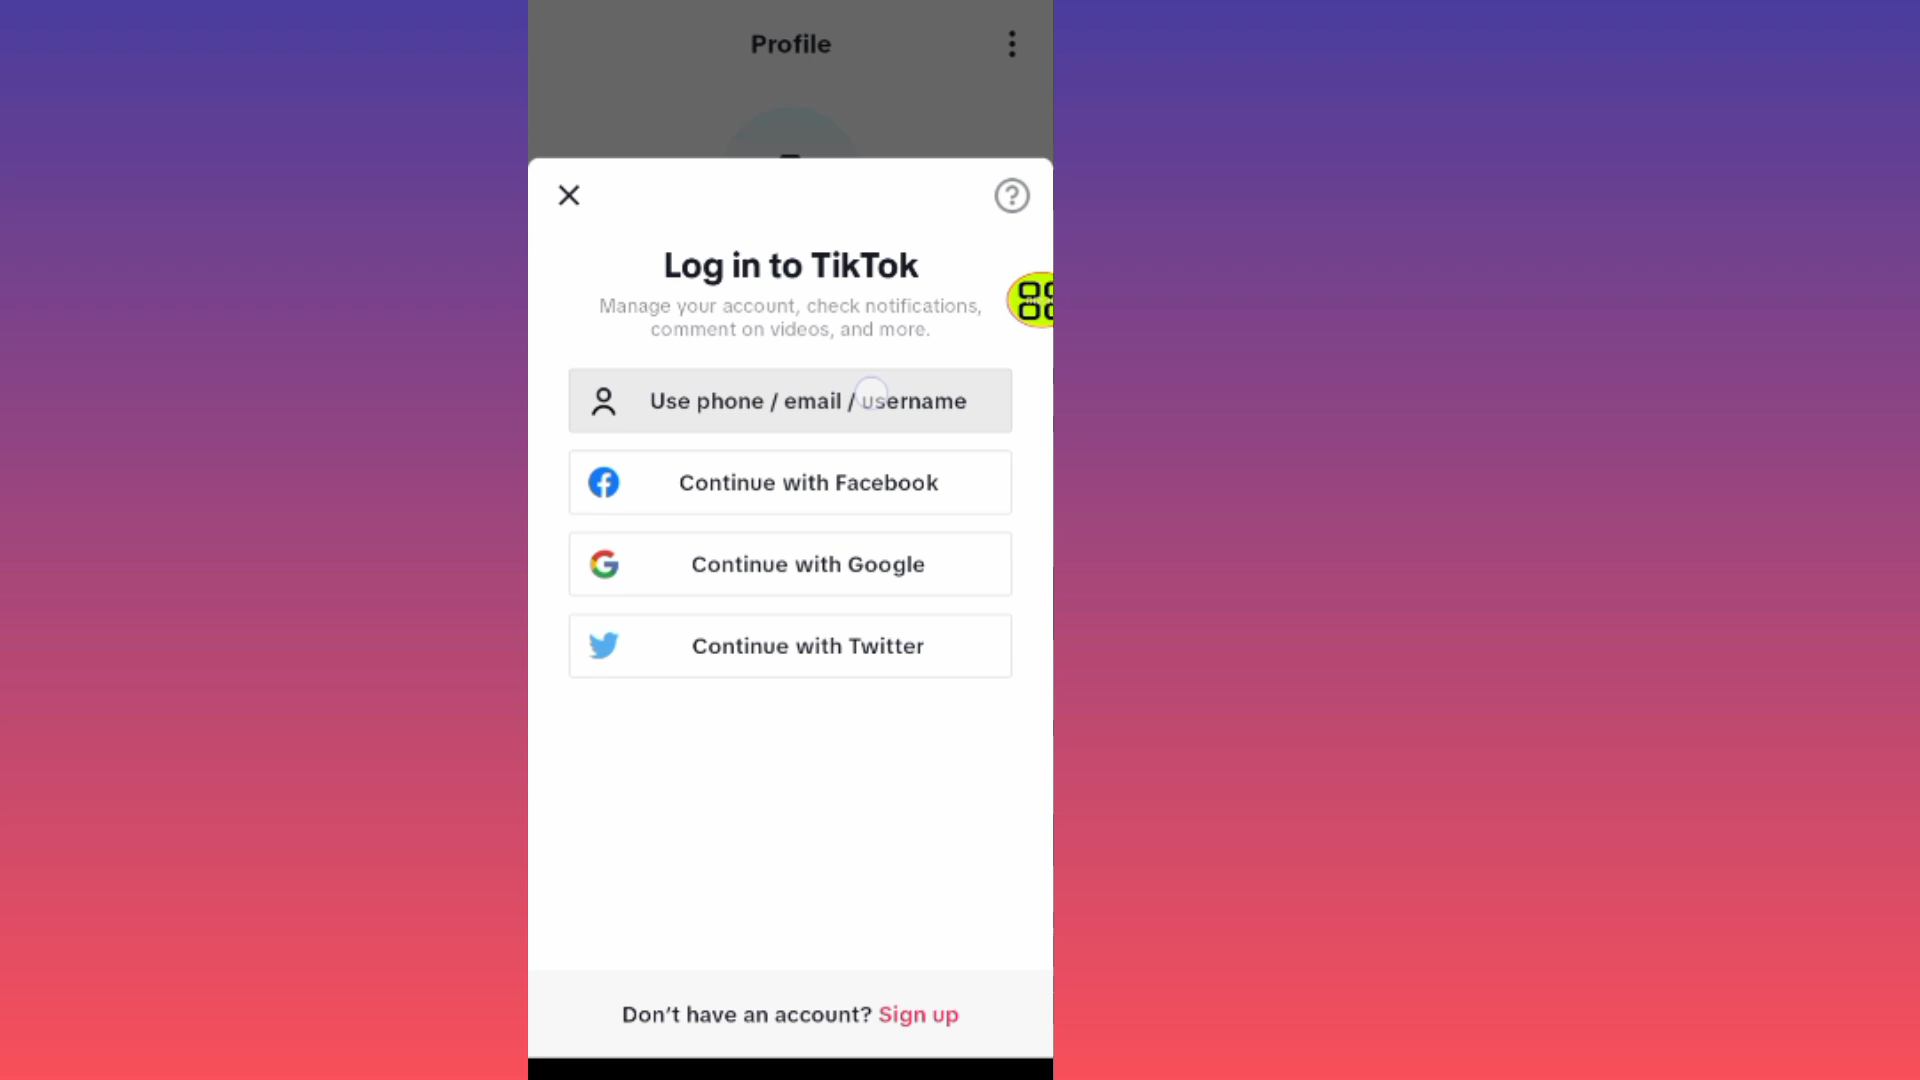 Profile
Log in to TikTok
Manage your account, check notifications,
comment on videos, and more.
Use phone / email / username
Continue with Facebook
Continue with Google
Continue with Twitter
Don’t have an account? Sign up